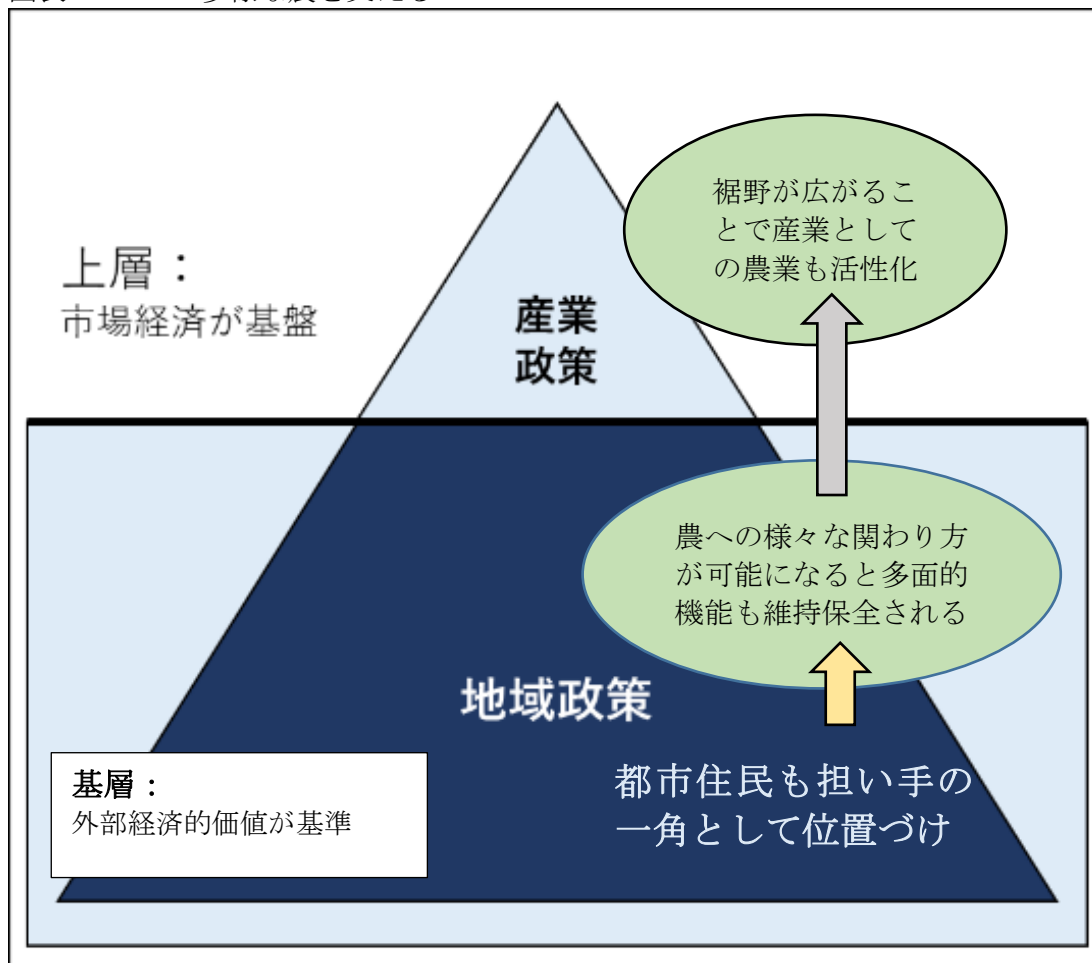 裾野が広がるこ
とで産業として
の農業も活性化
上層：
市場経済が基盤
産業
政策
農への様々な関わり方
が可能になると多面的
機能も維持保全される
地域政策
基層：
外部経済的価値が基準
都市住民も担い手の
一角として位置づけ